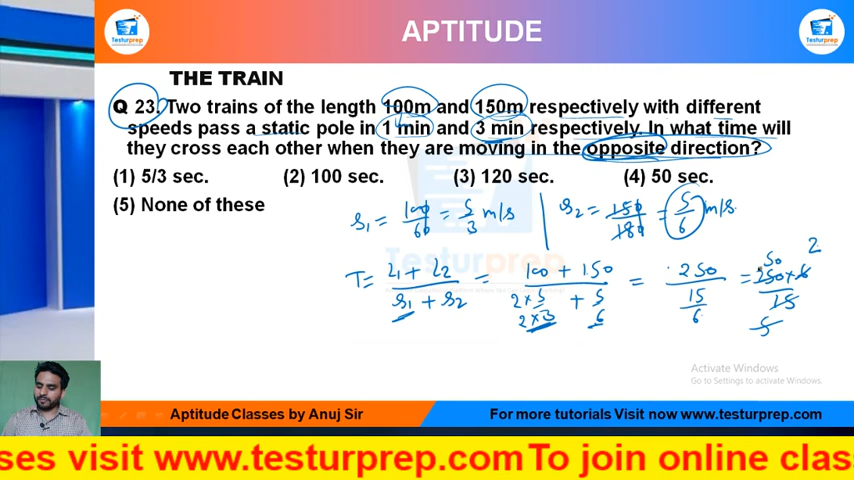 APTITUDE
Testurprep
Testurprep
THE TRAIN
Q 23. Two trains of the length 100m and 150m respectively with different
speeds pass a static pole in 1 min and 3 min respectively. In what time will
they cross each other when they are moving in the opposite direction?
(1) 5/3 sec. (2) 100 sec. (3) 120 sec. (4) 50 sec.
(5) None of these
s₁ = 100/60 = 5/3 m/s | s₂ = 150/180 = 5/6 m/s.
Testurprep
T = L1 + L2 / s1 + s2 = 100 + 150 / 2×5/2×3 + 5/6 = 250 / 15/6 = 250×6 / 15 50 2 5
Activate Windows
Go to Settings to activate Windows.
Aptitude Classes by Anuj Sir For more tutorials Visit now www.testurprep.com
ses visit www.testurprep.com To join online clas